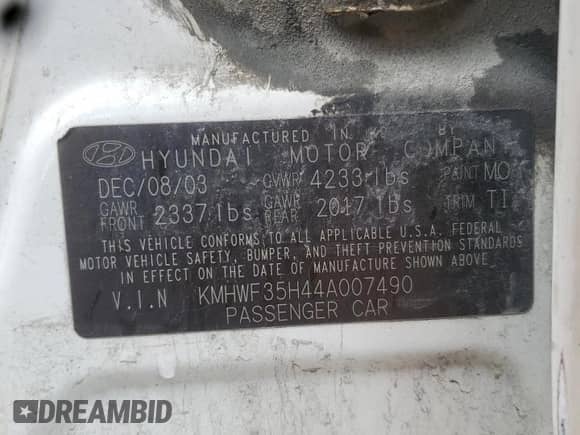 MANUFACTURED IN BY
HYUNDAI MOTOR COMPAN
DEC/08/03 GVWR 4233 lbs PAINT MO
GAWR FRONT 2337 lbs GAWR REAR 2017 lbs TRIM TI
THIS VEHICLE CONFORMS TO ALL APPLICABLE U.S.A. FEDERAL
MOTOR VEHICLE SAFETY, BUMPER, AND THEFT PREVENTION STANDARDS
IN EFFECT ON THE DATE OF MANUFACTURE SHOWN ABOVE
V.I.N KMHWF35H44A007490
PASSENGER CAR
DREAMBID